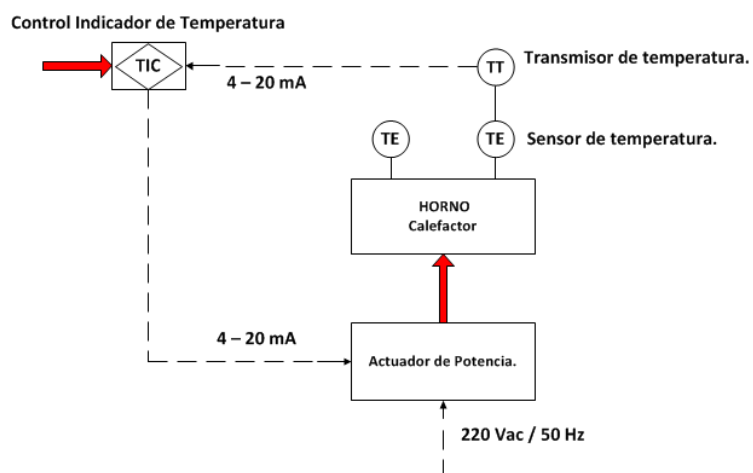 Control Indicador de Temperatura
TIC
4 – 20 mA
TT
Transmisor de temperatura.
TE
TE
Sensor de temperatura.
HORNO
Calefactor
4 – 20 mA
Actuador de Potencia.
220 Vac / 50 Hz